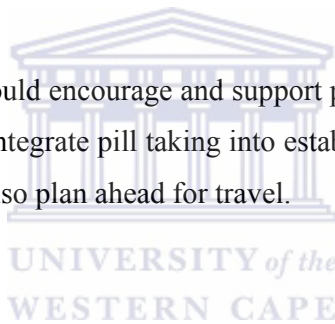 ould encourage and support p
ntegrate pill taking into estab
so plan ahead for travel.
UNIVERSITY of the
WESTERN CAPE